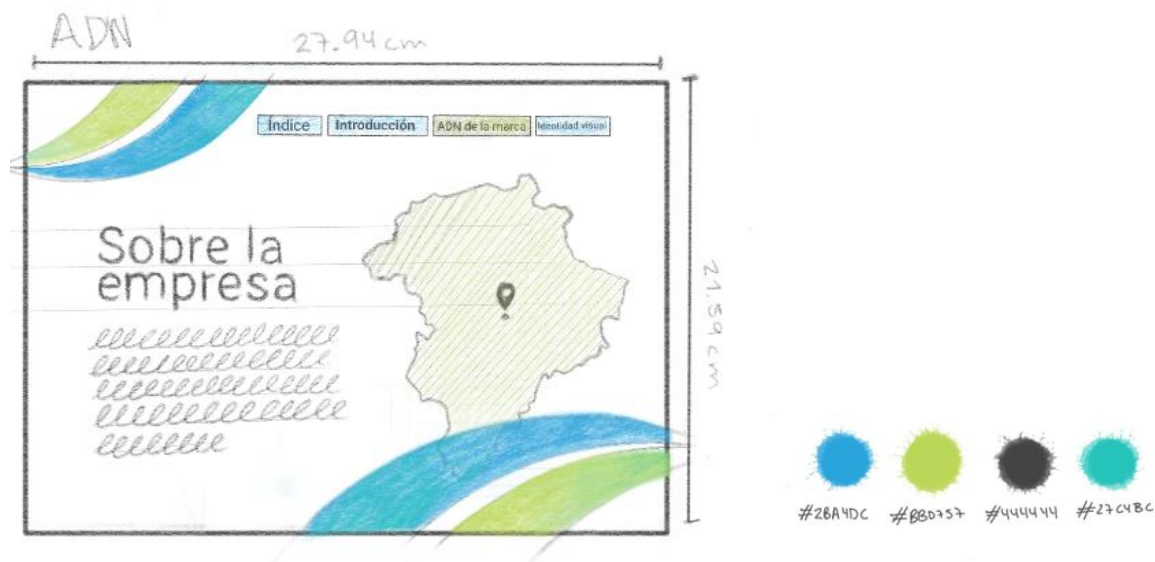 ADN
27.94 cm
Índice
Introducción
ADN de la marca
Identidad visual
Sobre la
empresa
21.59 cm
#2BA4DC
#BBD757
#444444
#27C4BC